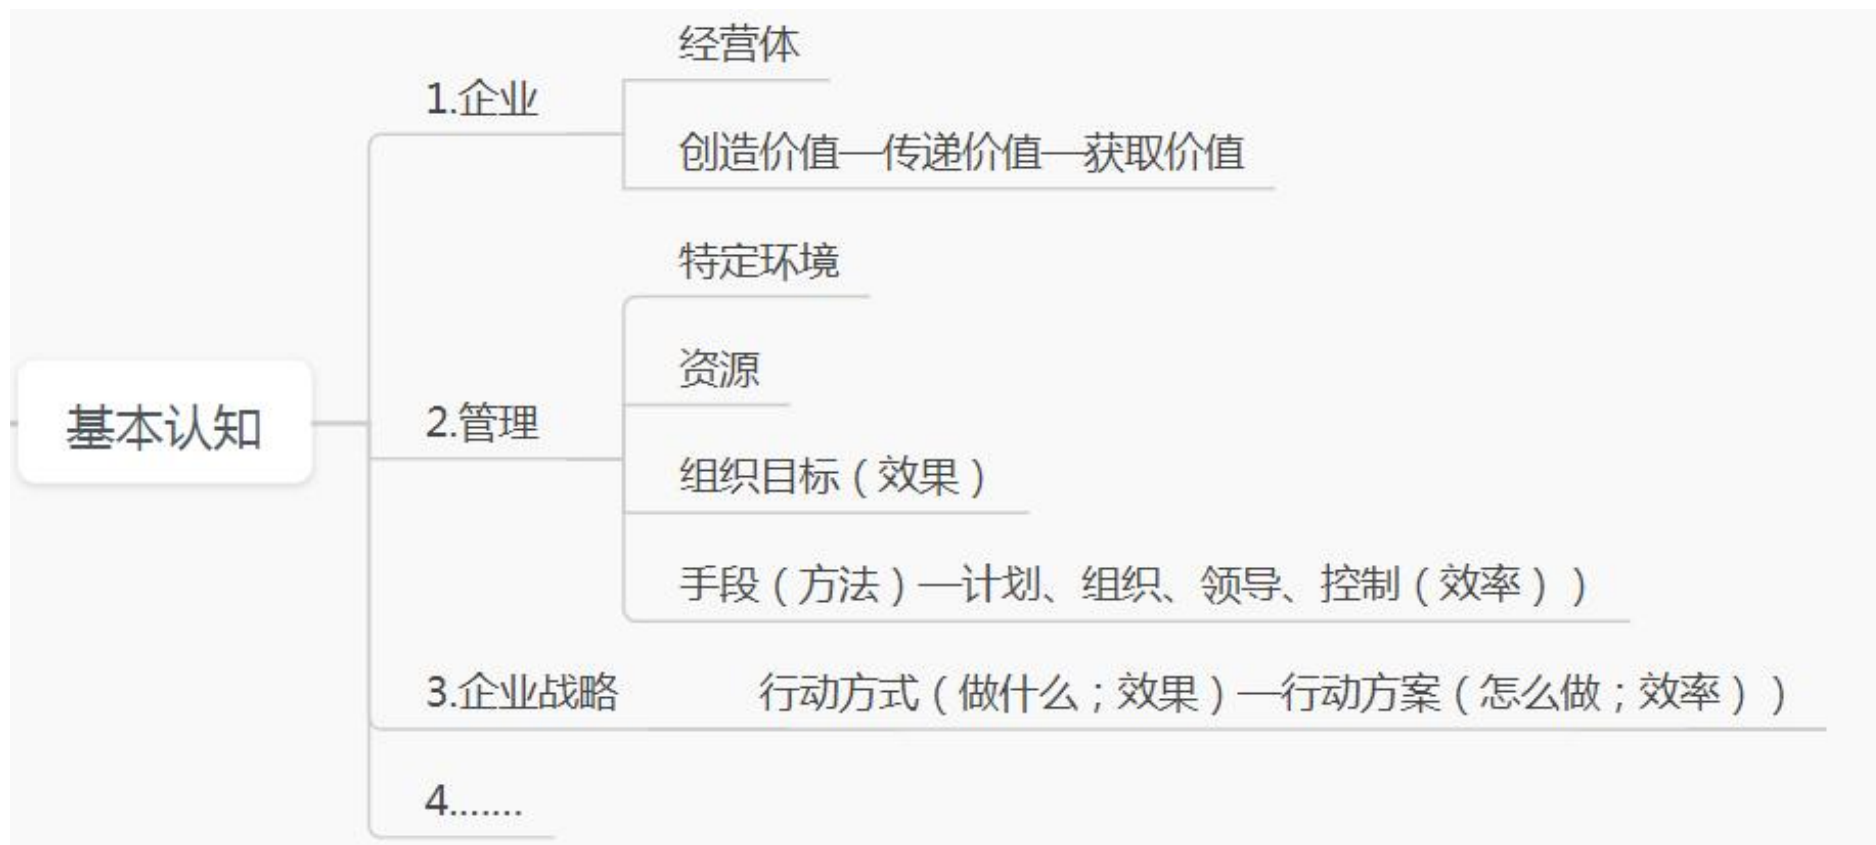 基本认知
1.企业
经营体
创造价值—传递价值—获取价值
2.管理
特定环境
资源
组织目标（效果）
手段（方法）—计划、组织、领导、控制（效率））
3.企业战略
行动方式（做什么；效果）—行动方案（怎么做；效率））
4.......